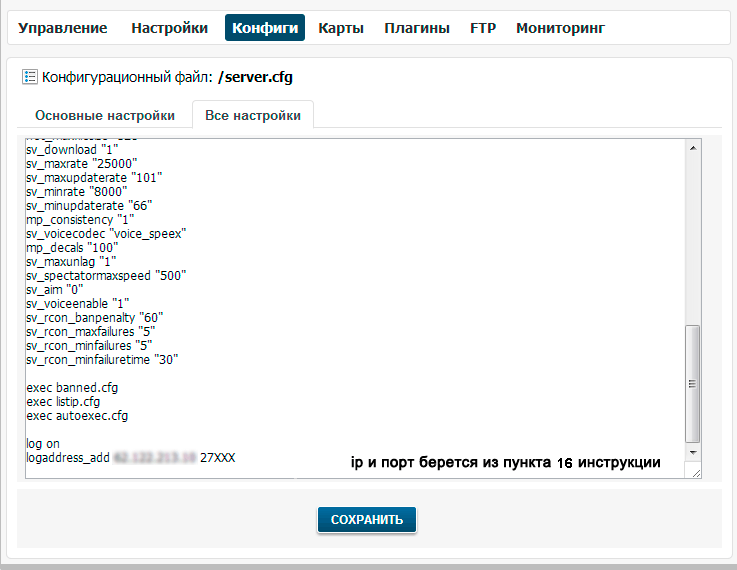 Управление Настройки Конфиги Карты Плагины FTP Мониторинг
Конфигурационный файл: /server.cfg
Основные настройки Все настройки
sv_download "1"
sv_maxrate "25000"
sv_maxupdaterate "101"
sv_minrate "8000"
sv_minupdaterate "66"
mp_consistency "1"
sv_voicecodec "voice_speex"
mp_decals "100"
sv_maxunlag "1"
sv_spectatormaxspeed "500"
sv_aim "0"
sv_voiceenable "1"
sv_rcon_banpenalty "60"
sv_rcon_maxfailures "5"
sv_rcon_minfailures "5"
sv_rcon_minfailuretime "30"
exec banned.cfg
exec listip.cfg
exec autoexec.cfg
log on
logaddress_add 27XXX
ip и порт берется из пункта 16 инструкции
СОХРАНИТЬ